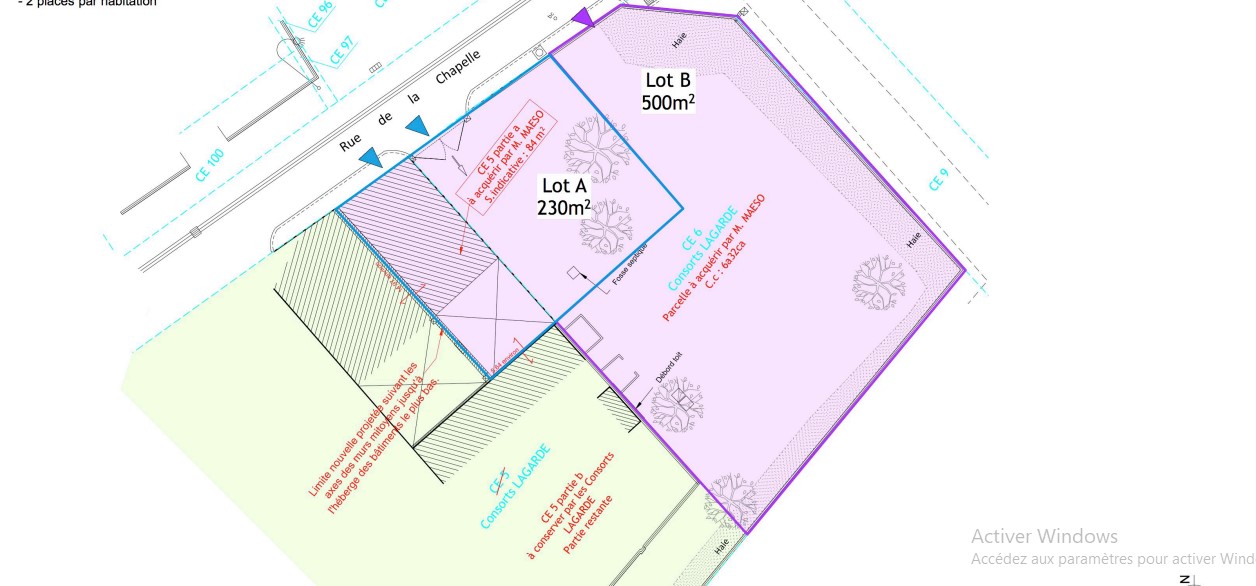 - 2 places par habitation
CE 96
CE 97
CE 100
Rue de la Chapelle
Haie
Lot B
500m²
CE 5 partie a
à acquérir par M. MAESO
S.indicative : 84 m²
Lot A
230m²
CE 9
Haie
CE 6
Consorts LAGARDE
Parcelle à acquérir par M. MAESO
C.c : 6a32ca
Fosse septique
Débord toit
Limite nouvelle projetée suivant les
axes des murs mitoyens jusqu'à
l'héberge des bâtiments le plus bas.
CE 5
Consorts LAGARDE
CE 5 partie b
à conserver par les Consorts
LAGARDE
Partie restante
Haie
Activer Windows
Accédez aux paramètres pour activer Wind
N